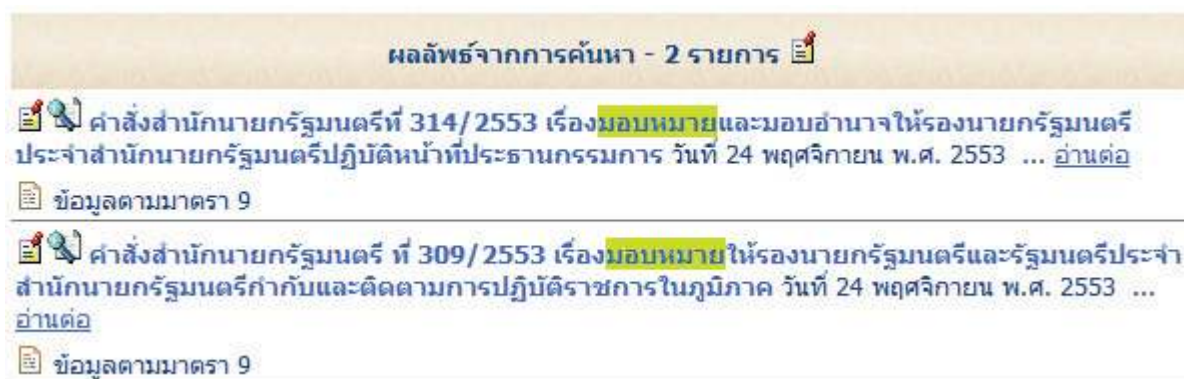 ผลลัพธ์จากการค้นหา - 2 รายการ
คำสั่งสำนักนายกรัฐมนตรีที่ 314/2553 เรื่องมอบหมายและมอบอำนาจให้รองนายกรัฐมนตรี
ประจำสำนักนายกรัฐมนตรีปฏิบัติหน้าที่ประธานกรรมการ วันที่ 24 พฤศจิกายน พ.ศ. 2553 ... อ่านต่อ
ข้อมูลตามมาตรา 9
คำสั่งสำนักนายกรัฐมนตรี ที่ 309/2553 เรื่องมอบหมายให้รองนายกรัฐมนตรีและรัฐมนตรีประจำ
สำนักนายกรัฐมนตรีกำกับและติดตามการปฏิบัติราชการในภูมิภาค วันที่ 24 พฤศจิกายน พ.ศ. 2553 ...
อ่านต่อ
ข้อมูลตามมาตรา 9